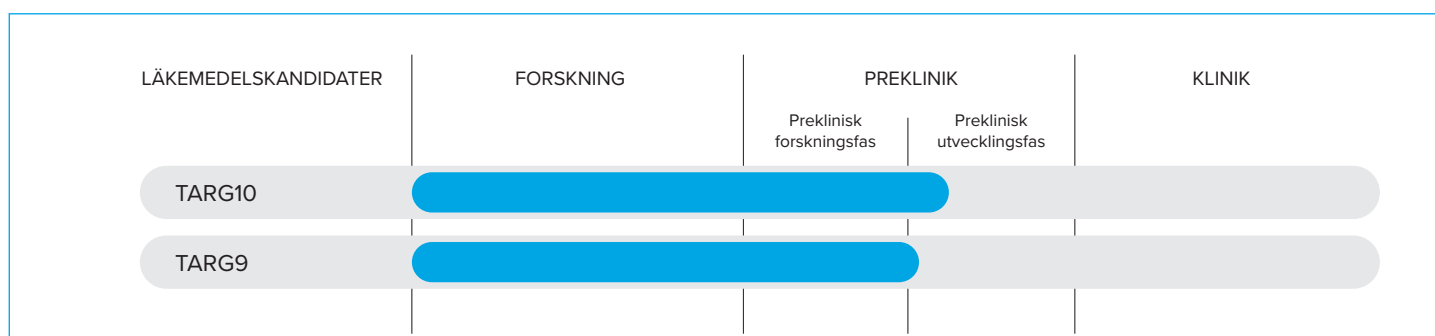 LÄKEMEDELSKANDIDATER
FORSKNING
PREKLINIK
KLINIK
Preklinisk
forskningsfas
Preklinisk
utvecklingsfas
TARG10
TARG9